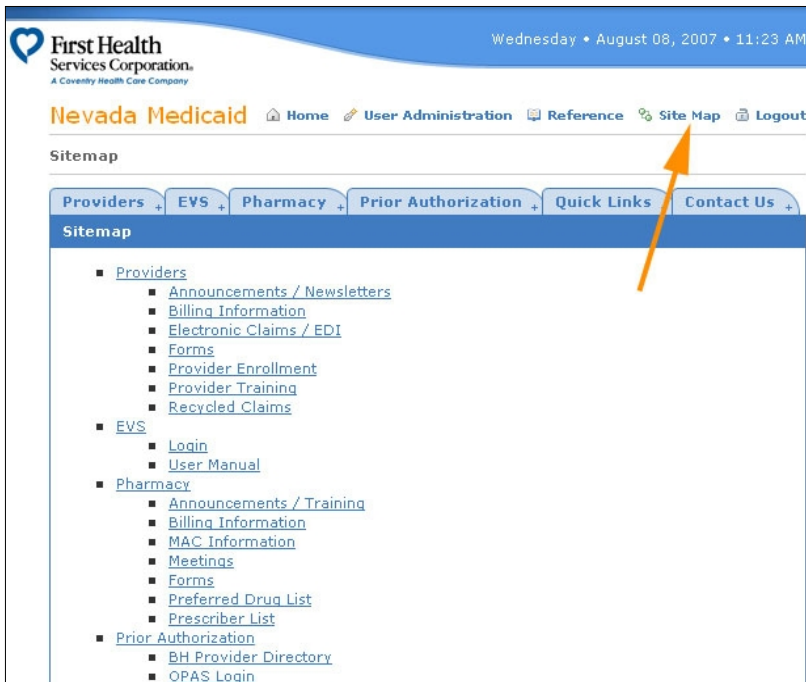 First Health
Services Corporation®
A Coventry Health Care Company
Wednesday • August 08, 2007 • 11:23 AM
Nevada Medicaid Home User Administration Reference Site Map Logout
Sitemap
Providers + EVS + Pharmacy + Prior Authorization + Quick Links + Contact Us +
Sitemap
Providers
Announcements / Newsletters
Billing Information
Electronic Claims / EDI
Forms
Provider Enrollment
Provider Training
Recycled Claims
EVS
Login
User Manual
Pharmacy
Announcements / Training
Billing Information
MAC Information
Meetings
Forms
Preferred Drug List
Prescriber List
Prior Authorization
BH Provider Directory
OPAS Login